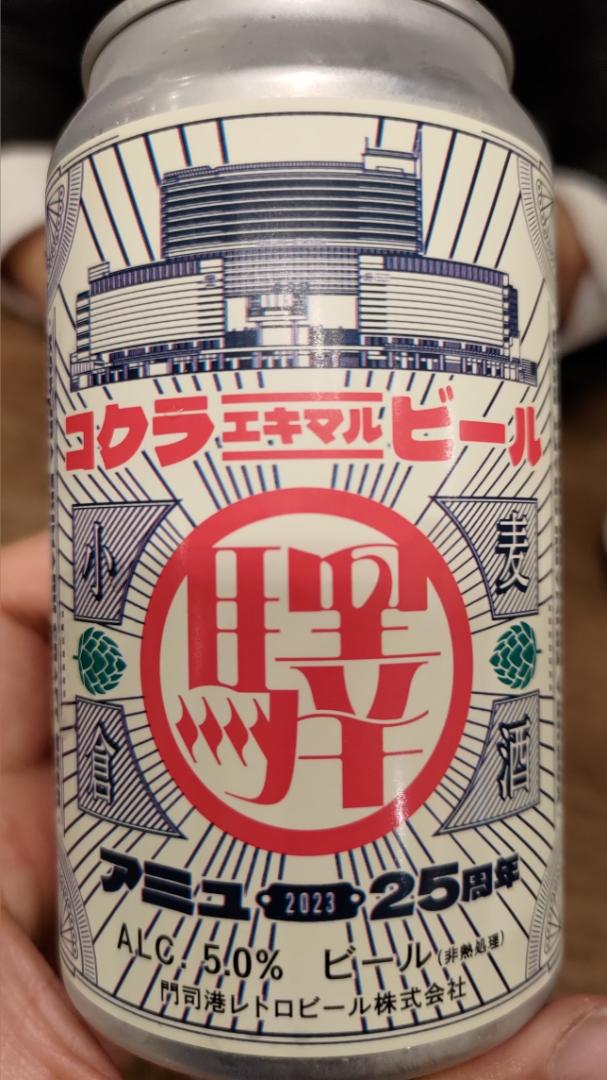 コクラエキマルビール
小倉
麦酒
驛
アミュ 2023 25周年
ALC. 5.0% ビール(非熱処理)
門司港レトロビール株式会社